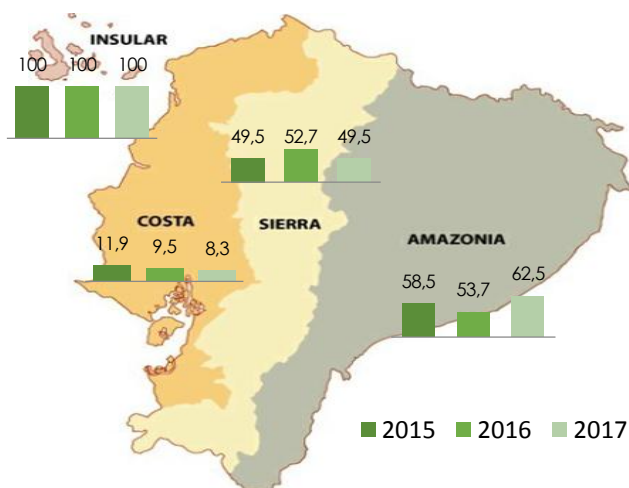 INSULAR
100 100 100
49,5 52,7 49,5
COSTA
SIERRA
AMAZONIA
11,9 9,5 8,3
58,5 53,7 62,5
2015 2016 2017